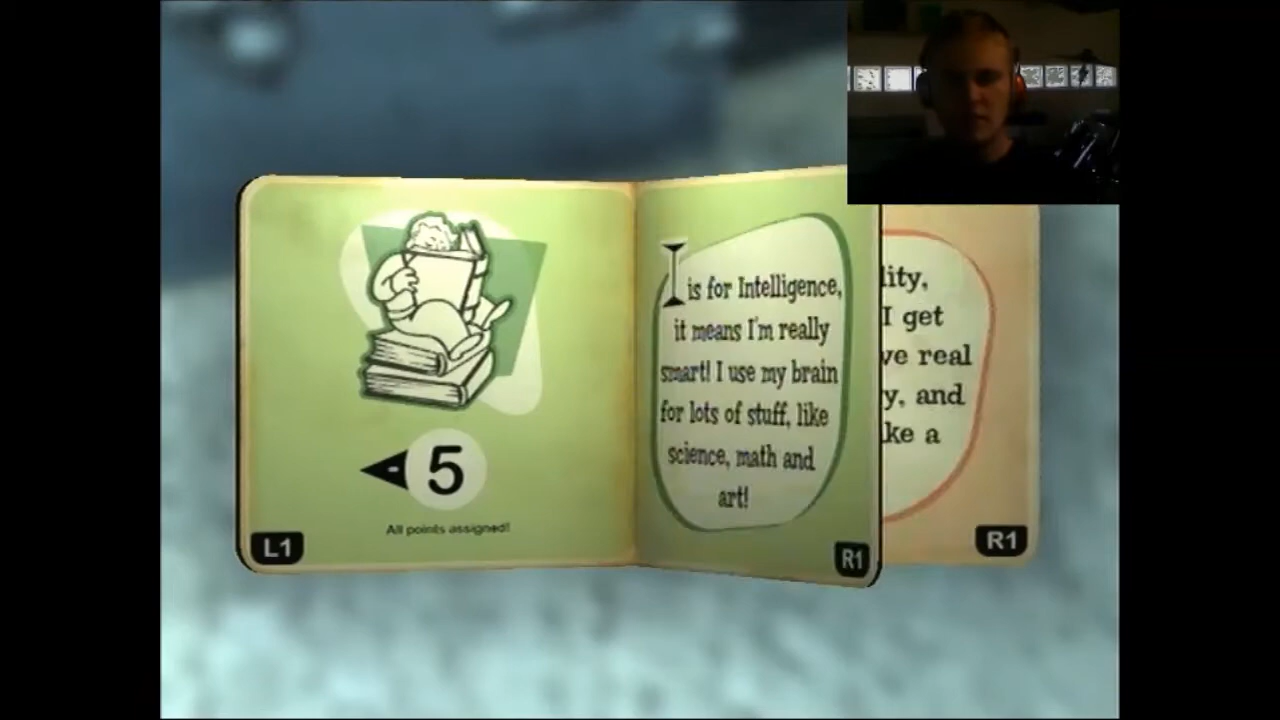 I is for Intelligence,
it means I'm really
smart! I use my brain
for lots of stuff, like
science, math and
art!
- 5
All points assigned!
L1
R1
lity,
I get
ve real
y, and
ke a
R1